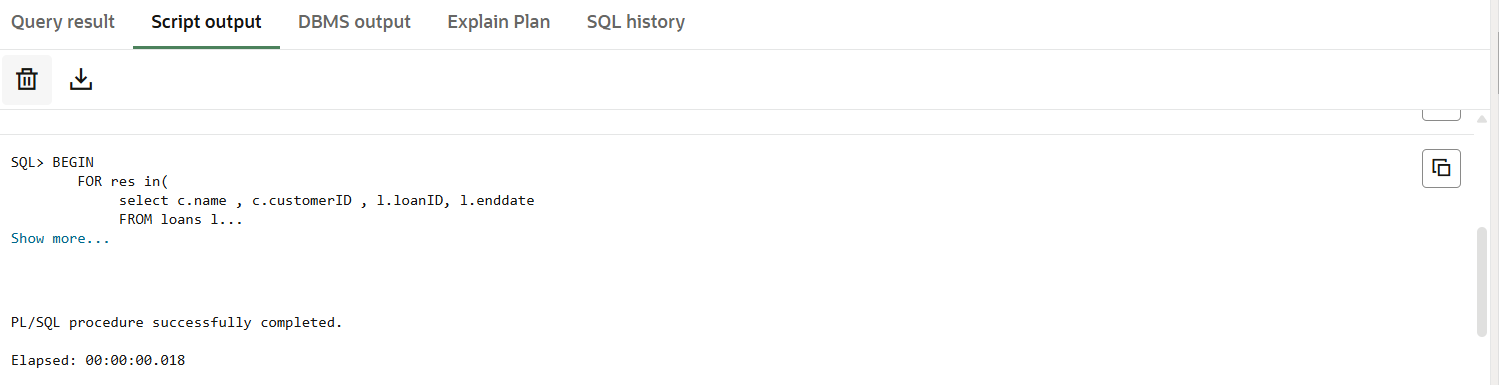 Query result Script output DBMS output Explain Plan SQL history
SQL> BEGIN
FOR res in(
select c.name , c.customerID , l.loanID, l.enddate
FROM loans l...
Show more...
PL/SQL procedure successfully completed.
Elapsed: 00:00:00.018